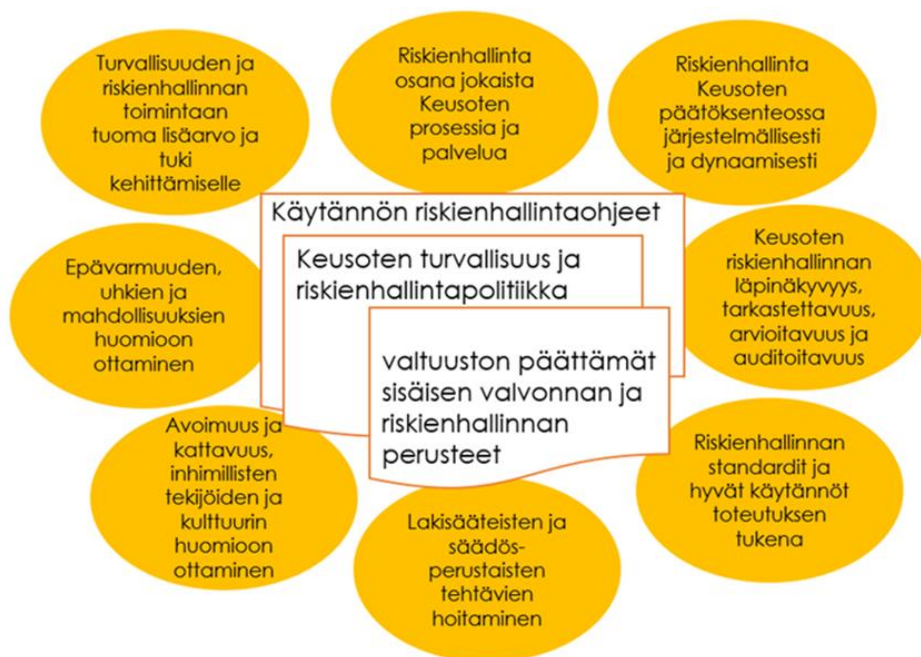 Turvallisuuden ja
riskienhallinnan
toimintaan
tuoma lisäarvo ja
tuki
kehittämiselle
Riskienhallinta
osana jokaista
Keusoten
prosessia ja
palvelua
Riskienhallinta
Keusoten
päätöksenteossa
järjestelmällisesti
ja dynaamisesti
Käytännön riskienhallintaohjeet
Keusoten turvallisuus ja
riskienhallintapolitiikka
valtuuston päättämät
sisäisen valvonnan ja
riskienhallinnan
perusteet
Epävarmuuden,
uhkien ja
mahdollisuuksien
huomioon
ottaminen
Keusoten
riskienhallinnan
läpinäkyvyys,
tarkastettavuus,
arvioitavuus ja
auditoitavuus
Avoimuus ja
kattavuus,
inhimillisten
tekijöiden ja
kulttuurin
huomioon
ottaminen
Lakisääteisten ja
säädös-
perustaisten
tehtävien
hoitaminen
Riskienhallinnan
standardit ja
hyvät käytännöt
toteutuksen
tukena